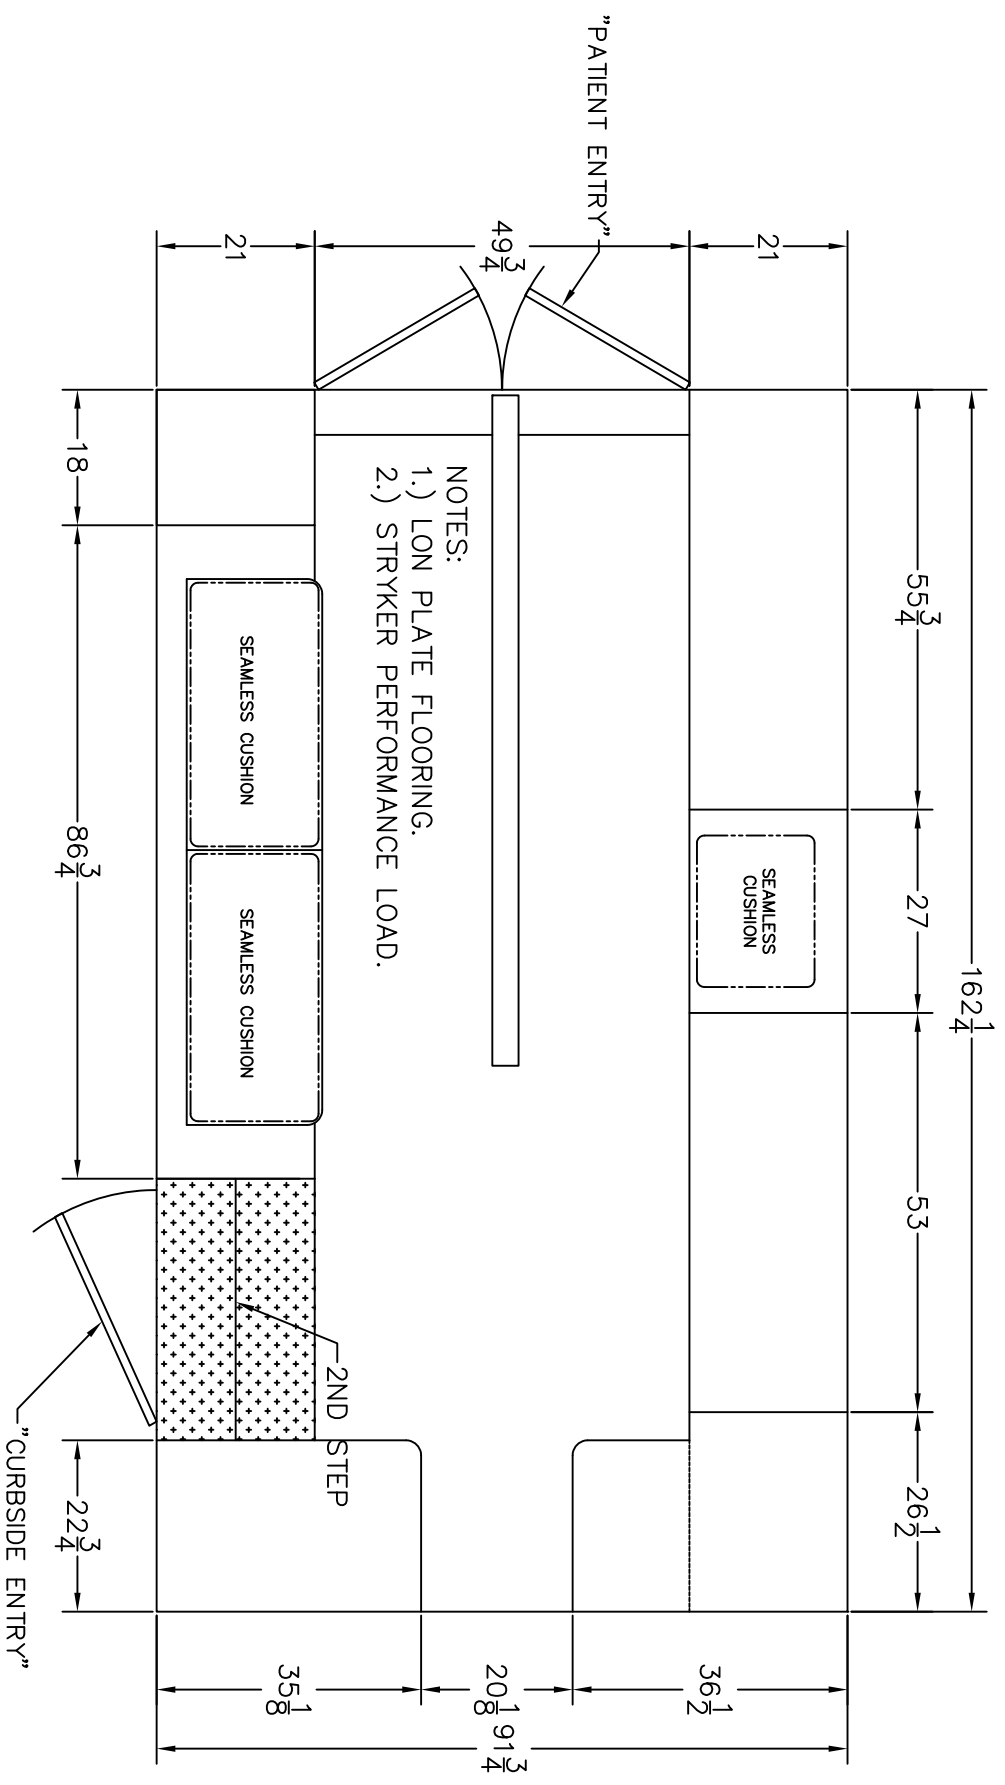 "PATIENT ENTRY"
21
49 3/4
21
162 1/4
55 3/4
27
53
26 1/2
SEAMLESS
CUSHION
NOTES:
1.) LON PLATE FLOORING.
2.) STRYKER PERFORMANCE LOAD.
SEAMLESS CUSHION
SEAMLESS CUSHION
2ND STEP
18
86 3/4
22 3/4
"CURBSIDE ENTRY"
36 1/2
20 1/8
35 1/8
91 3/4